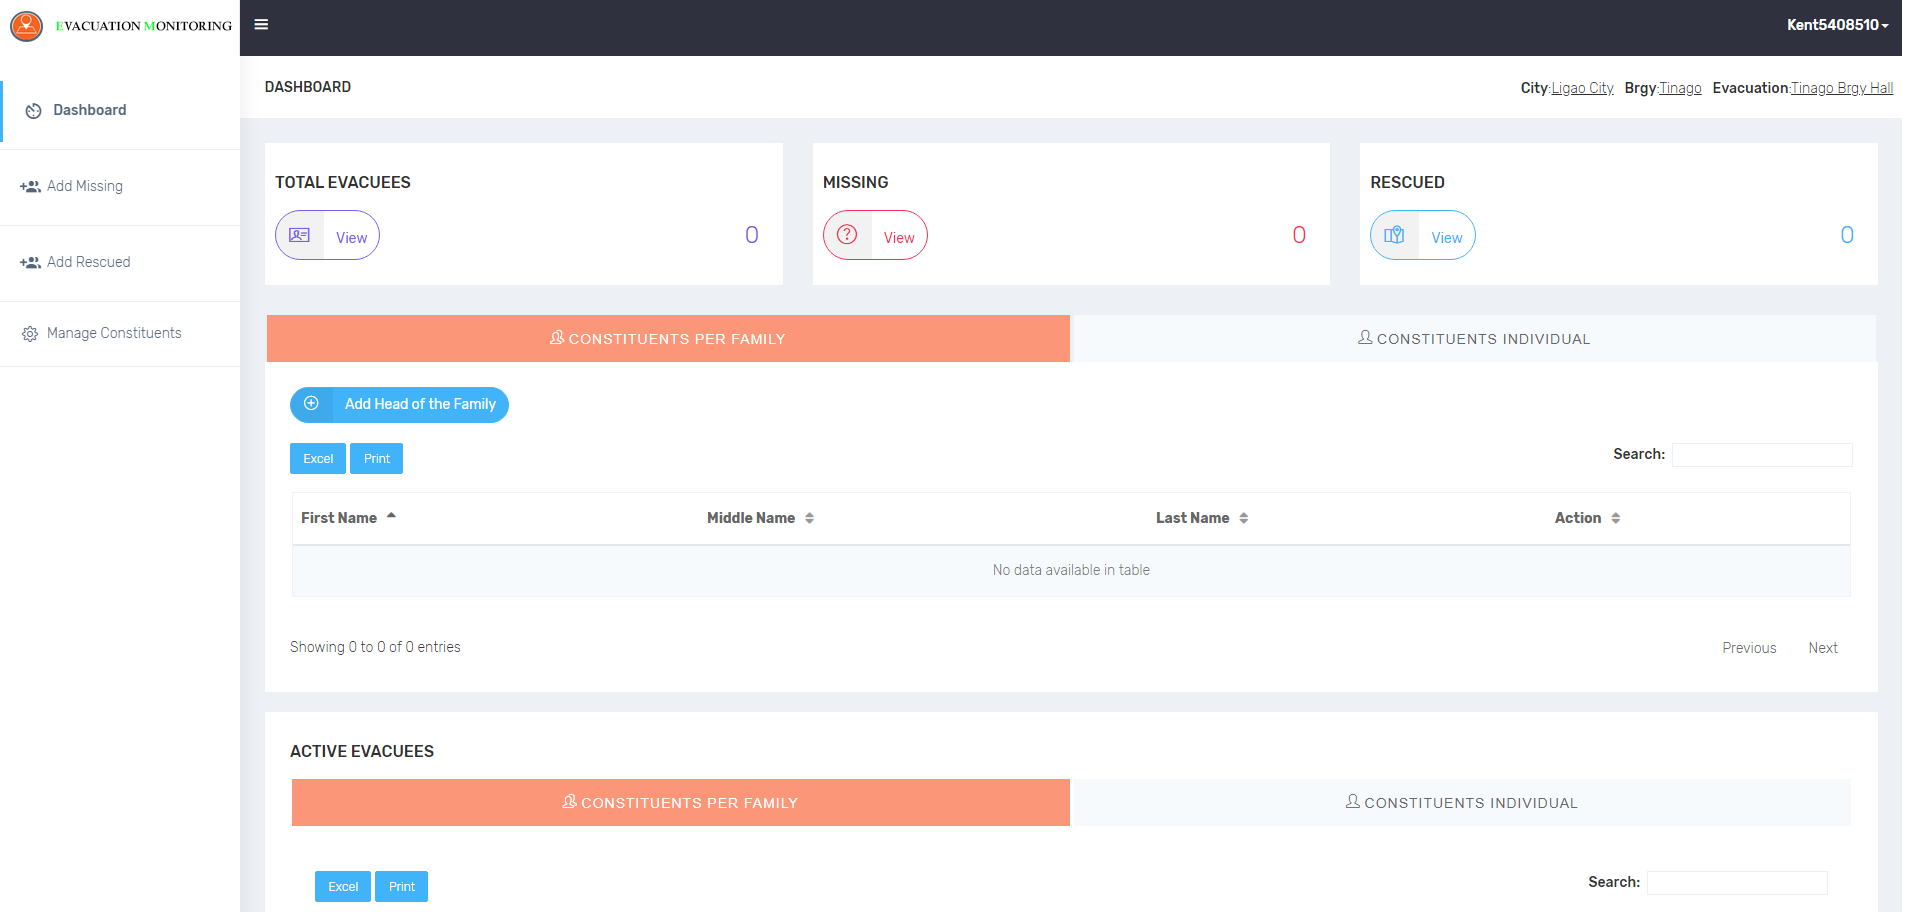 EVACUATION MONITORING
Kent5408510
DASHBOARD
City:Ligao City Brgy:Tinago Evacuation:Tinago Brgy Hall
Dashboard
Add Missing
Add Rescued
Manage Constituents
TOTAL EVACUEES
View 0
MISSING
View 0
RESCUED
View 0
CONSTITUENTS PER FAMILY CONSTITUENTS INDIVIDUAL
Add Head of the Family
Excel Print Search:
First Name Middle Name Last Name Action
No data available in table
Showing 0 to 0 of 0 entries Previous Next
ACTIVE EVACUEES
CONSTITUENTS PER FAMILY CONSTITUENTS INDIVIDUAL
Excel Print Search: